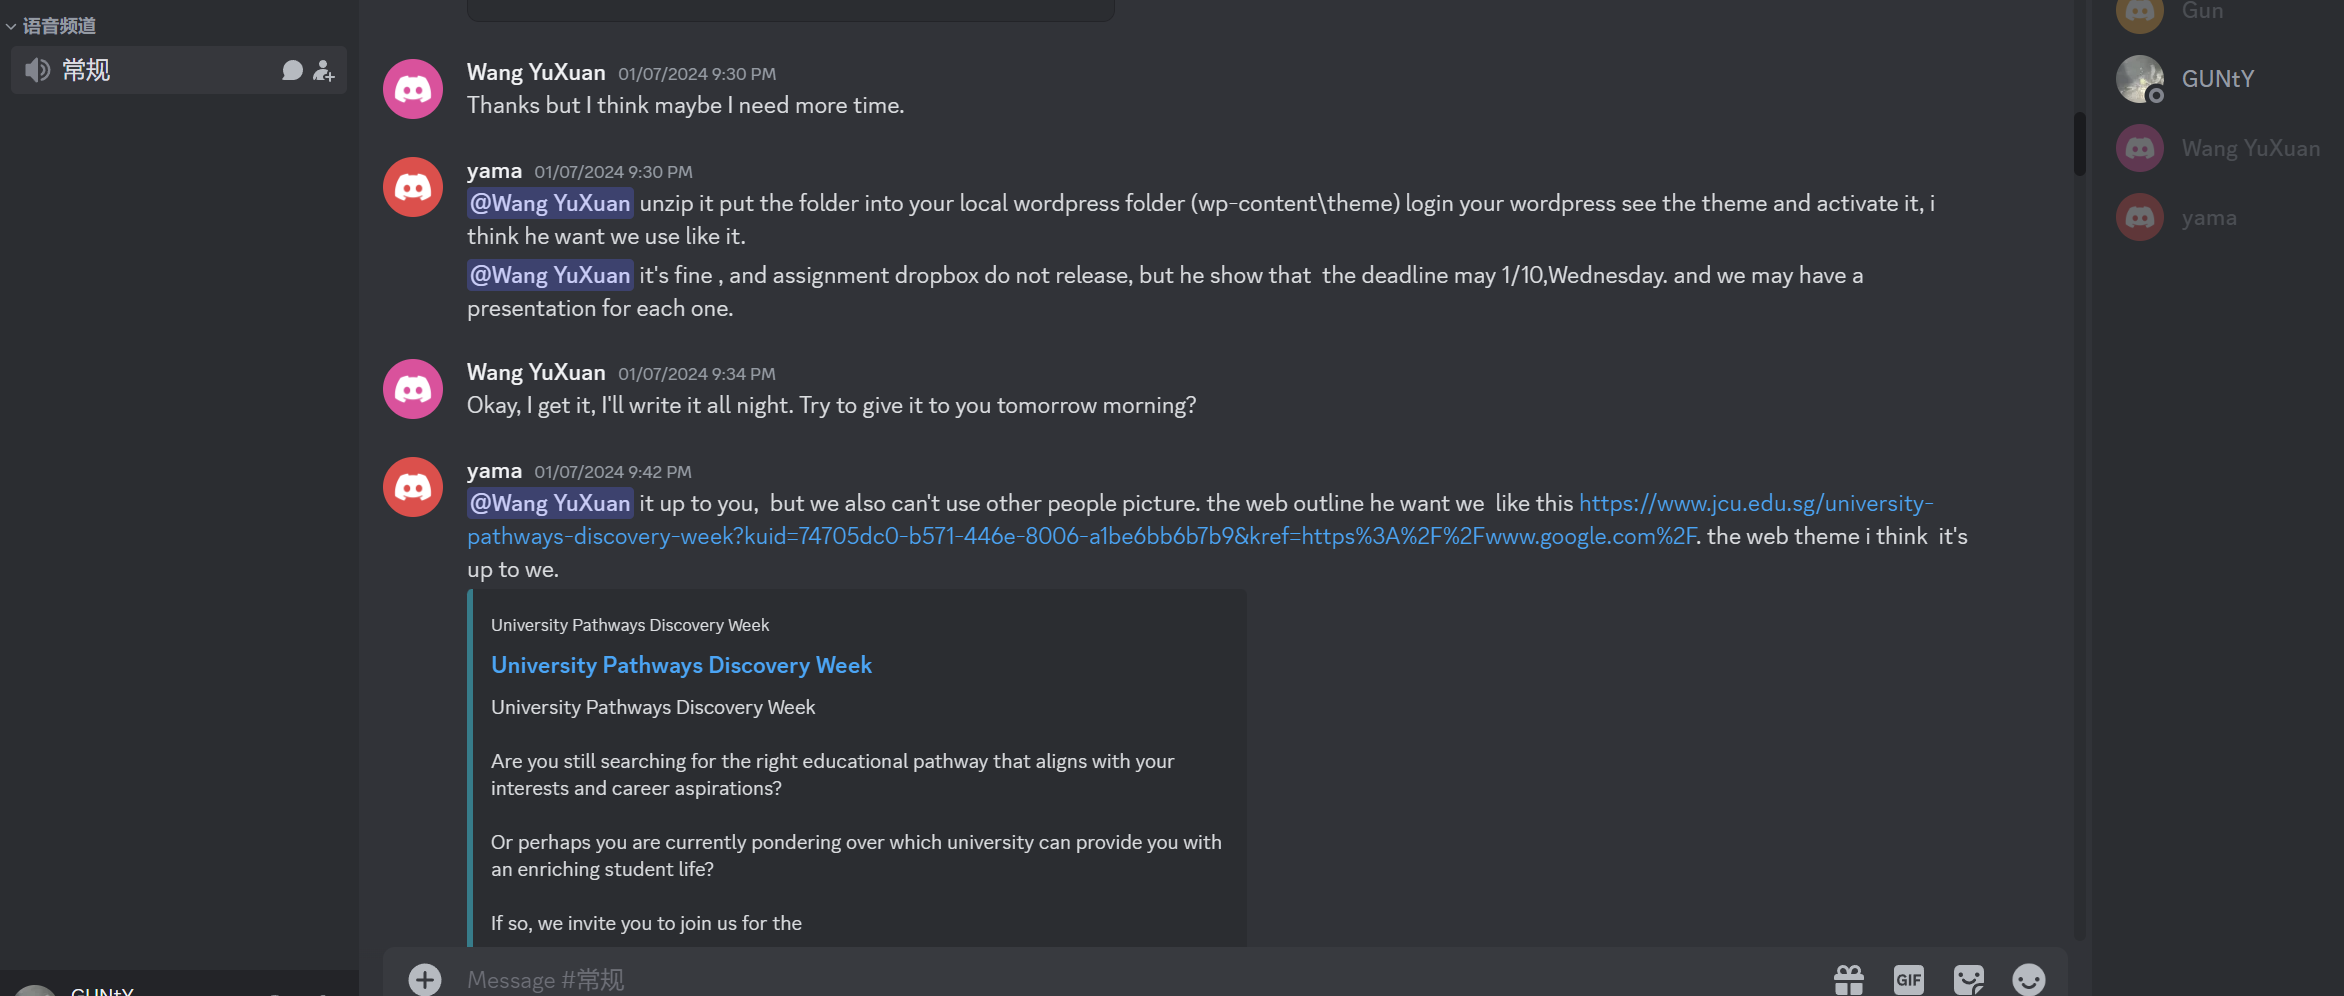 语音频道
常规
Wang YuXuan 01/07/2024 9:30 PM
Thanks but I think maybe I need more time.
yama 01/07/2024 9:30 PM
@Wang YuXuan unzip it put the folder into your local wordpress folder (wp-content\theme) login your wordpress see the theme and activate it, i
think he want we use like it.
@Wang YuXuan it's fine , and assignment dropbox do not release, but he show that  the deadline may 1/10,Wednesday. and we may have a
presentation for each one.
Wang YuXuan 01/07/2024 9:34 PM
Okay, I get it, I'll write it all night. Try to give it to you tomorrow morning?
yama 01/07/2024 9:42 PM
@Wang YuXuan it up to you,  but we also can't use other people picture. the web outline he want we  like this https://www.jcu.edu.sg/university-
pathways-discovery-week?kuid=74705dc0-b571-446e-8006-a1be6bb6b7b9&kref=https%3A%2F%2Fwww.google.com%2F. the web theme i think  it's
up to we.
University Pathways Discovery Week
University Pathways Discovery Week
University Pathways Discovery Week
Are you still searching for the right educational pathway that aligns with your
interests and career aspirations?
Or perhaps you are currently pondering over which university can provide you with
an enriching student life?
If so, we invite you to join us for the
Message #常规
GIF
Gun
GUNtY
Wang YuXuan
yama
GUNtY